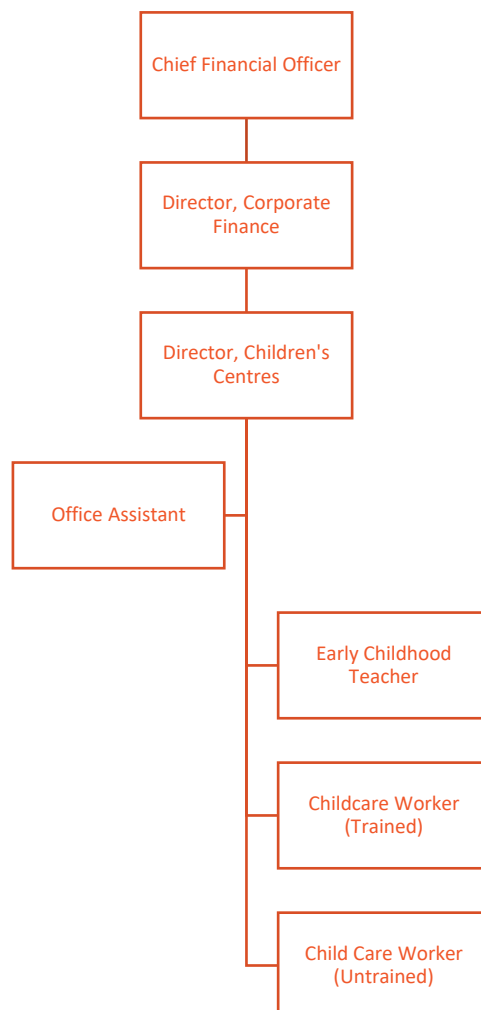 Chief Financial Officer
Director, Corporate
Finance
Director, Children's
Centres
Office Assistant
Early Childhood
Teacher
Childcare Worker
(Trained)
Child Care Worker
(Untrained)